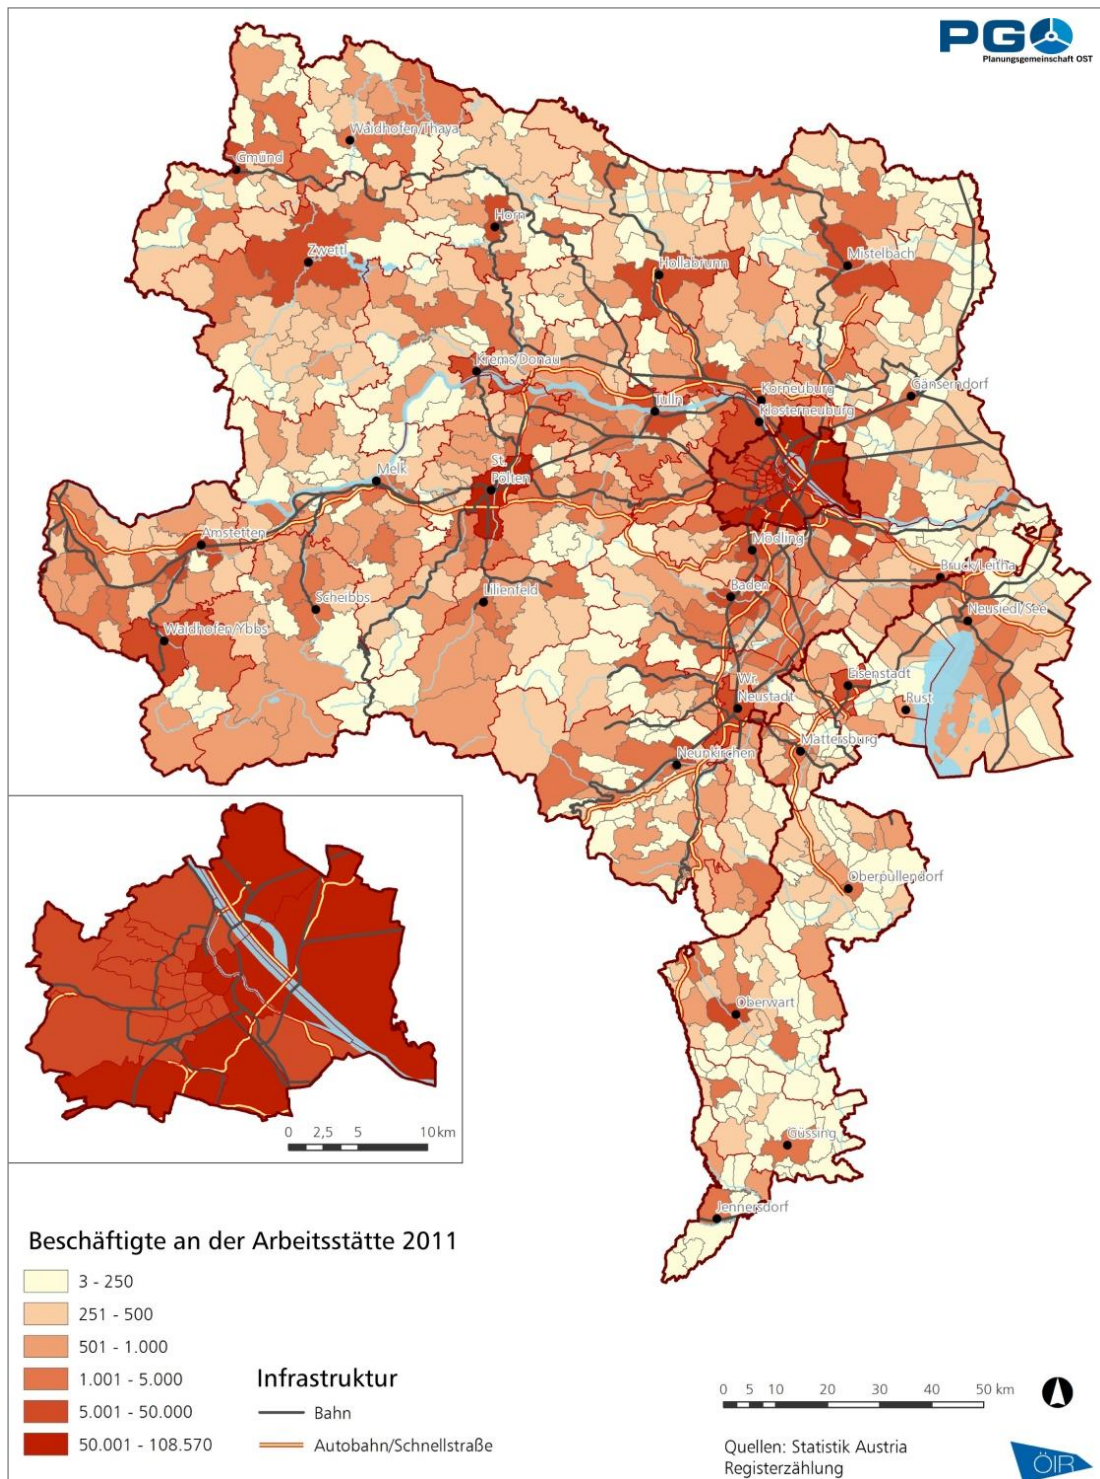 PGO
Planungsgemeinschaft OST
Waidhofen/Thaya
Gmünd
Horn
Zwettl
Hollabrunn
Mistelbach
Krems/Donau
Korneuburg
Gänserndorf
Tulln
Klosterneuburg
St.
Pölten
Melk
Amstetten
Mödling
Bruck/Leitha
Baden
Scheibbs
Lilienfeld
Neusiedl/See
Waidhofen/Ybbs
Eisenstadt
Wr.
Neustadt
Rust
Mattersburg
Neunkirchen
Oberpullendorf
Oberwart
Güssing
Jennersdorf
0 2,5 5 10 km
Beschäftigte an der Arbeitsstätte 2011
3 - 250
251 - 500
501 - 1.000
1.001 - 5.000
5.001 - 50.000
50.001 - 108.570
Infrastruktur
Bahn
Autobahn/Schnellstraße
0 5 10 20 30 40 50 km
Quellen: Statistik Austria
Registerzählung
ÖIR